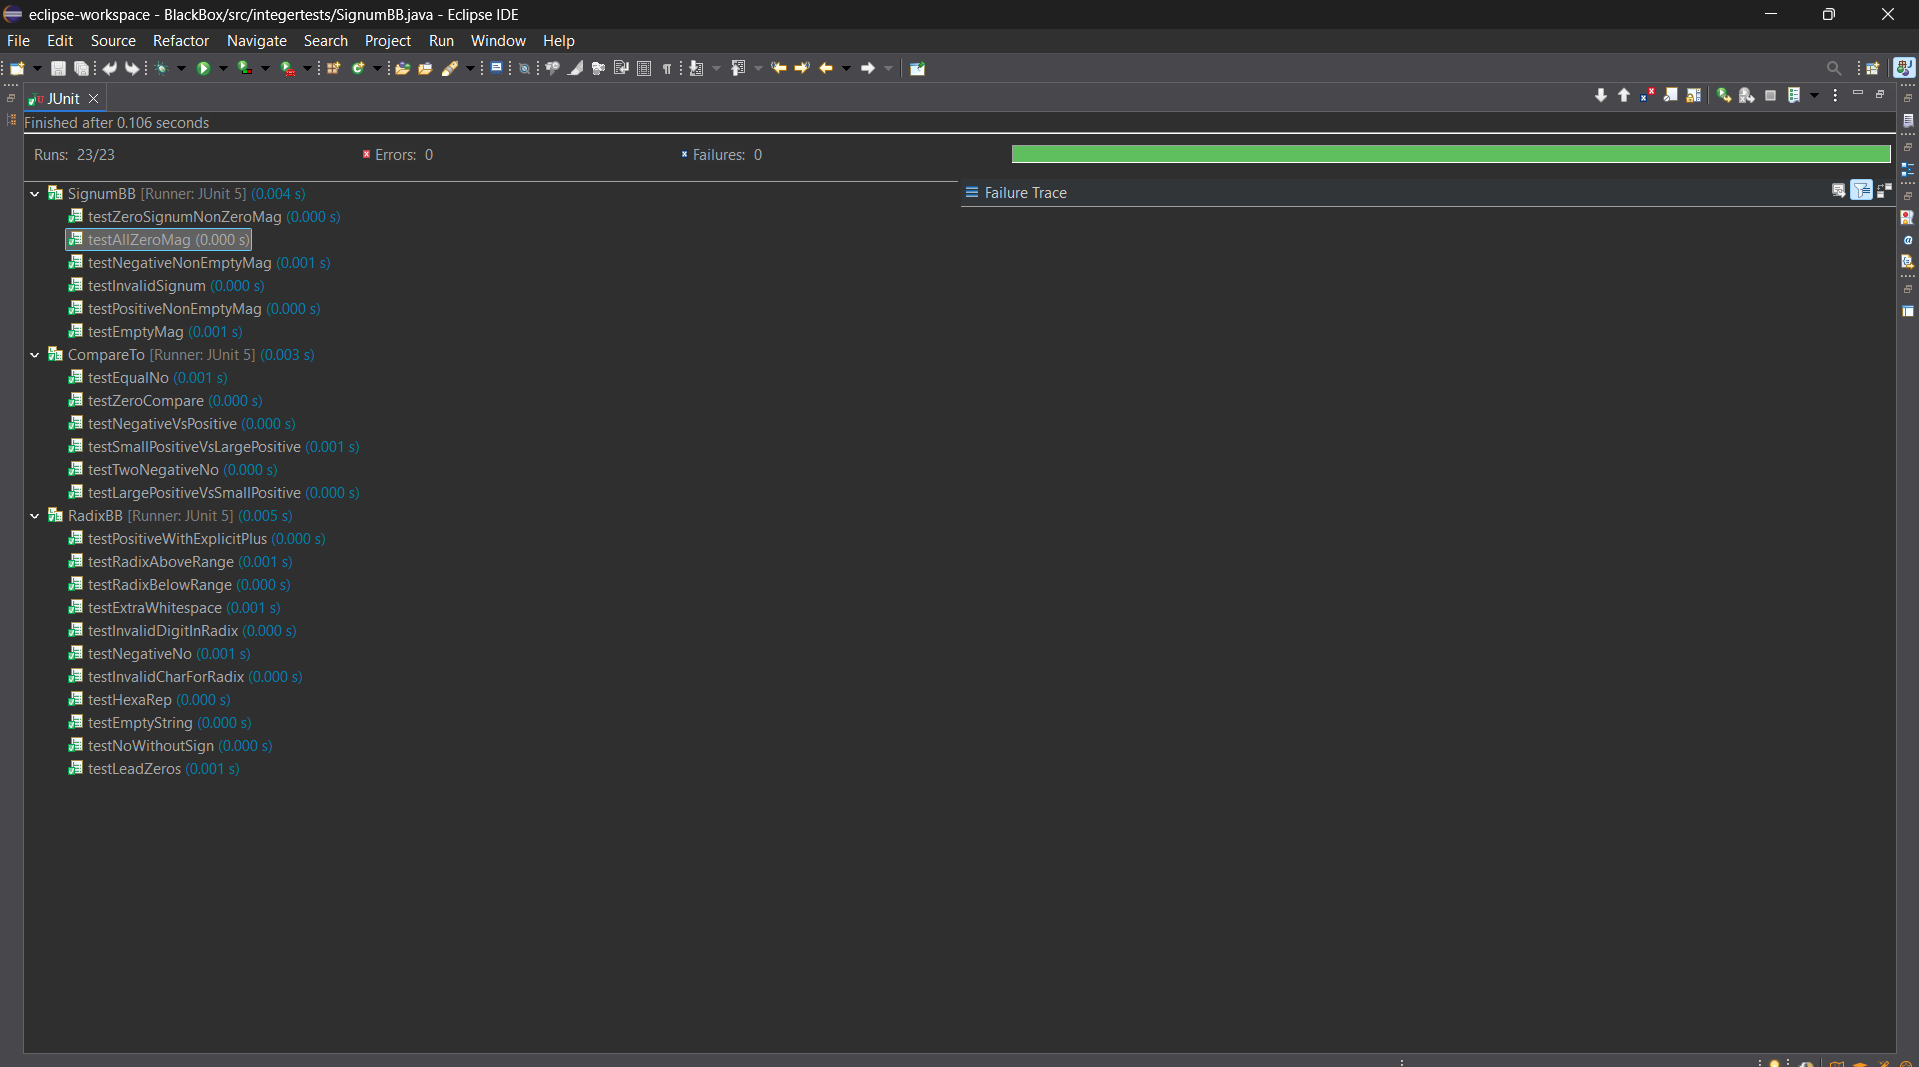 eclipse-workspace - BlackBox/src/integertests/SignumBB.java - Eclipse IDE
File Edit Source Refactor Navigate Search Project Run Window Help
JUnit
Finished after 0.106 seconds
Runs: 23/23 Errors: 0 Failures: 0
SignumBB [Runner: JUnit 5] (0.004 s)
Failure Trace
testZeroSignumNonZeroMag (0.000 s)
testAllZeroMag (0.000 s)
testNegativeNonEmptyMag (0.001 s)
testInvalidSignum (0.000 s)
testPositiveNonEmptyMag (0.000 s)
testEmptyMag (0.001 s)
CompareTo [Runner: JUnit 5] (0.003 s)
testEqualNo (0.001 s)
testZeroCompare (0.000 s)
testNegativeVsPositive (0.000 s)
testSmallPositiveVsLargePositive (0.001 s)
testTwoNegativeNo (0.000 s)
testLargePositiveVsSmallPositive (0.000 s)
RadixBB [Runner: JUnit 5] (0.005 s)
testPositiveWithExplicitPlus (0.000 s)
testRadixAboveRange (0.001 s)
testRadixBelowRange (0.000 s)
testExtraWhitespace (0.001 s)
testInvalidDigitInRadix (0.000 s)
testNegativeNo (0.001 s)
testInvalidCharForRadix (0.000 s)
testHexaRep (0.000 s)
testEmptyString (0.000 s)
testNoWithoutSign (0.000 s)
testLeadZeros (0.001 s)